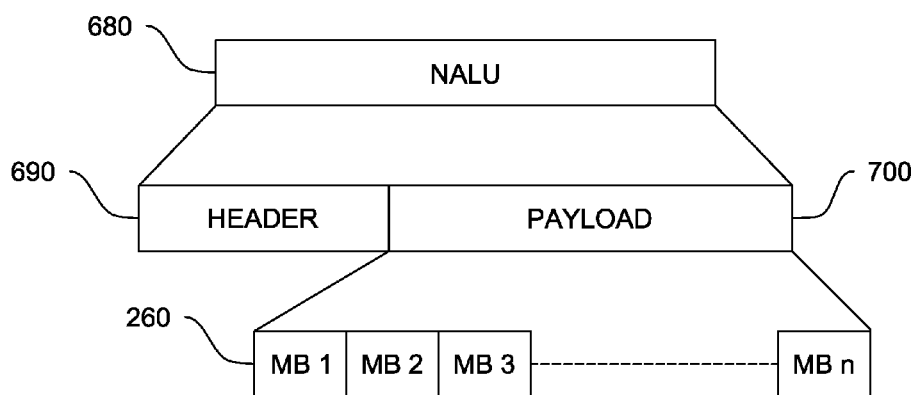 680
NALU
690
700
HEADER
PAYLOAD
260
MB 1
MB 2
MB 3
MB n